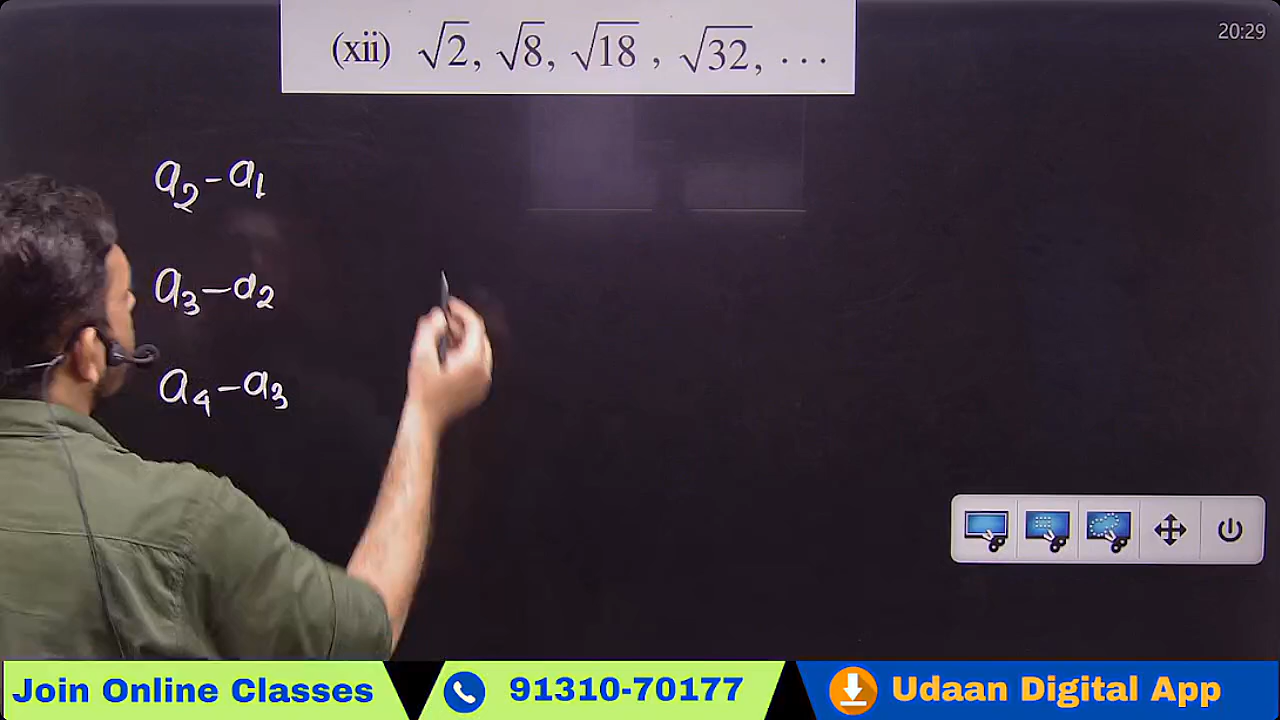 (xii) √2, √8, √18 , √32, ...
20:29
a₂-a₁
a₃-a₂
a₄-a₃
Join Online Classes
91310-70177
Udaan Digital App